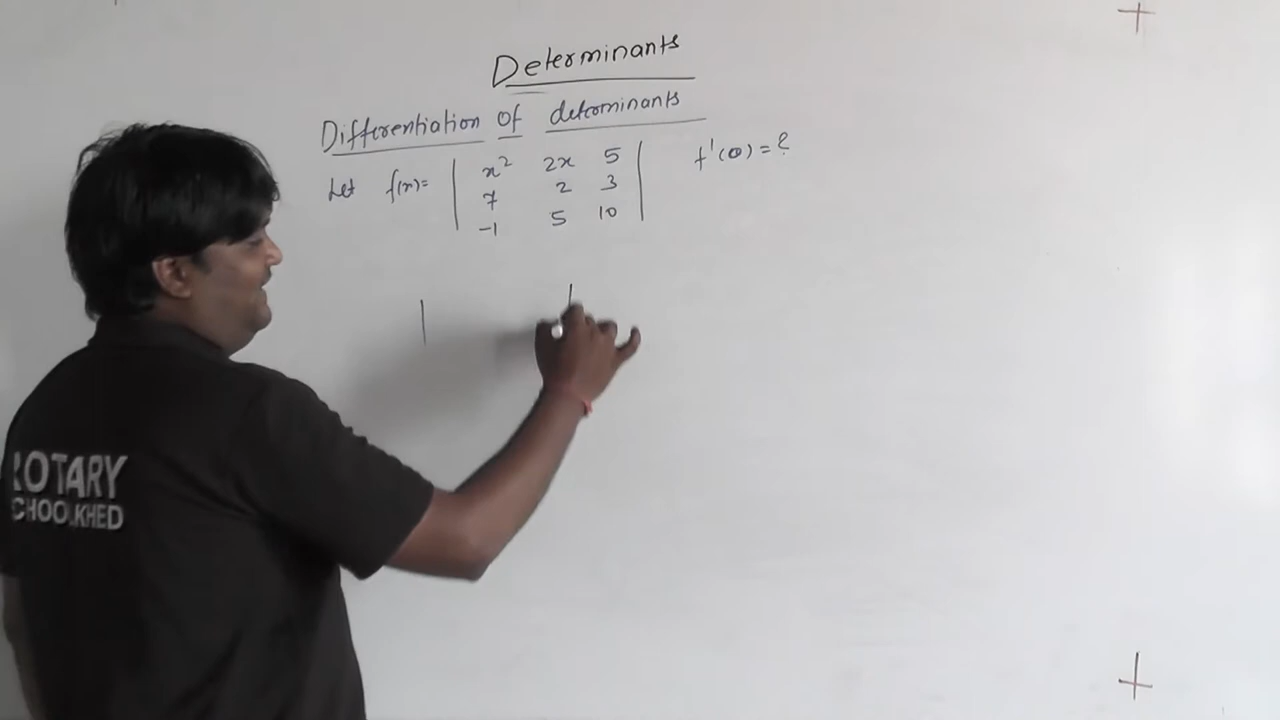 Determinants
Differentiation of determinants
Let f(x)= | x² 2x 5 | f'(0) = ?
7 2 3
-1 5 10
ROTARY
SCHOOL KHED